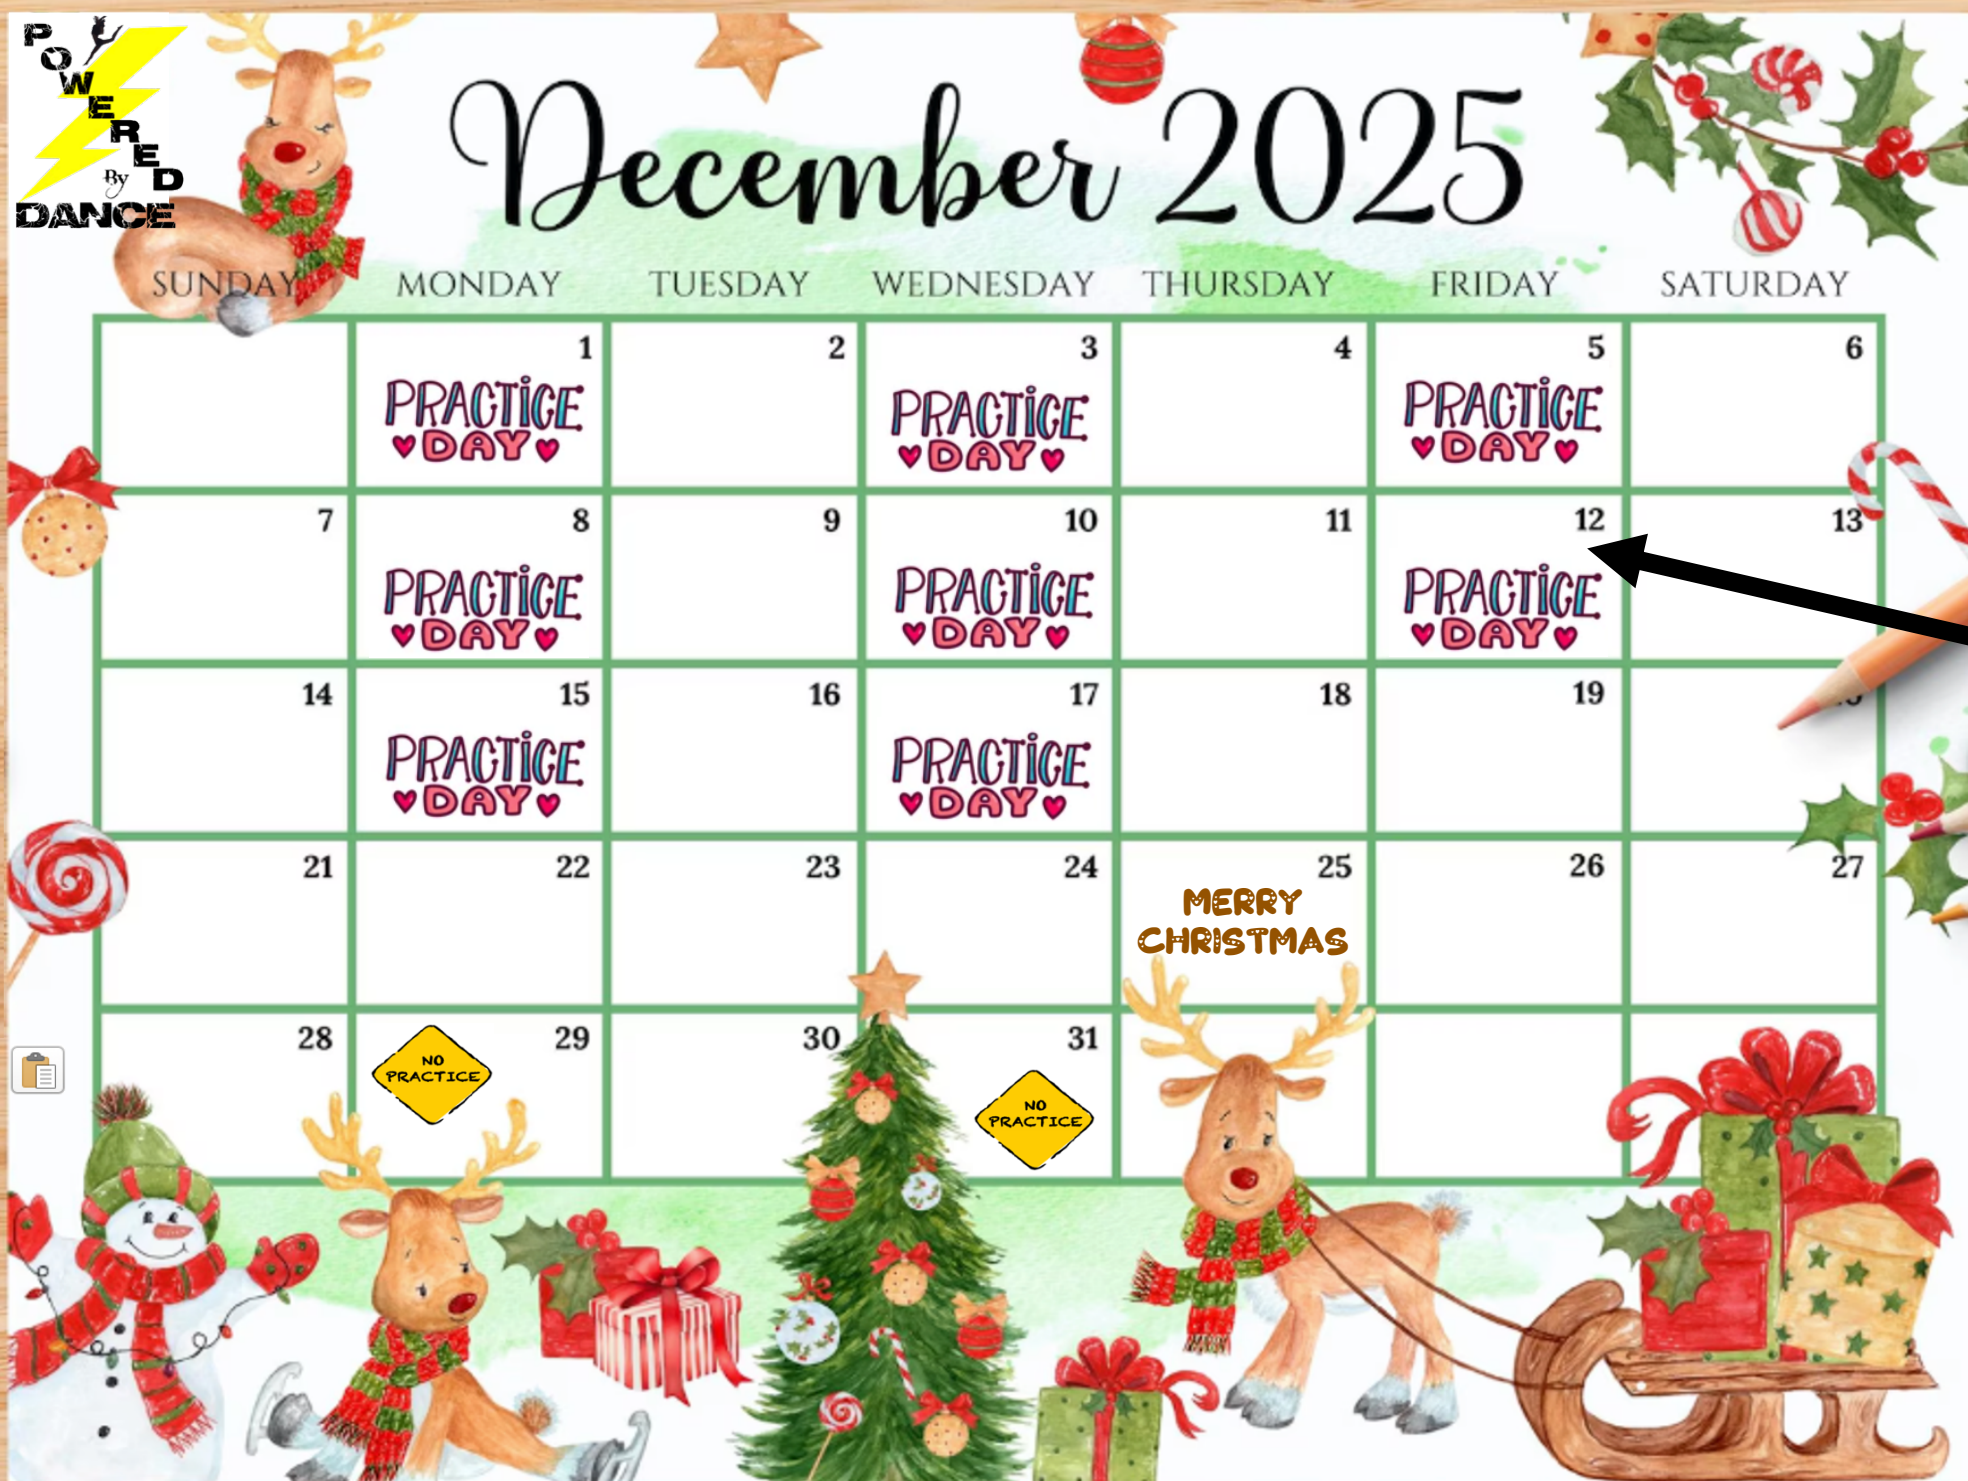 POWERED
By
DANCE
December 2025
SUNDAY MONDAY TUESDAY WEDNESDAY THURSDAY FRIDAY SATURDAY
1 2 3 4 5 6
PRACTICE PRACTICE PRACTICE
DAY DAY DAY
7 8 9 10 11 12 13
PRACTICE PRACTICE PRACTICE
DAY DAY DAY
14 15 16 17 18 19
PRACTICE PRACTICE
DAY DAY
21 22 23 24 25 26 27
MERRY
CHRISTMAS
28 29 30 31
NO
PRACTICE
NO
PRACTICE